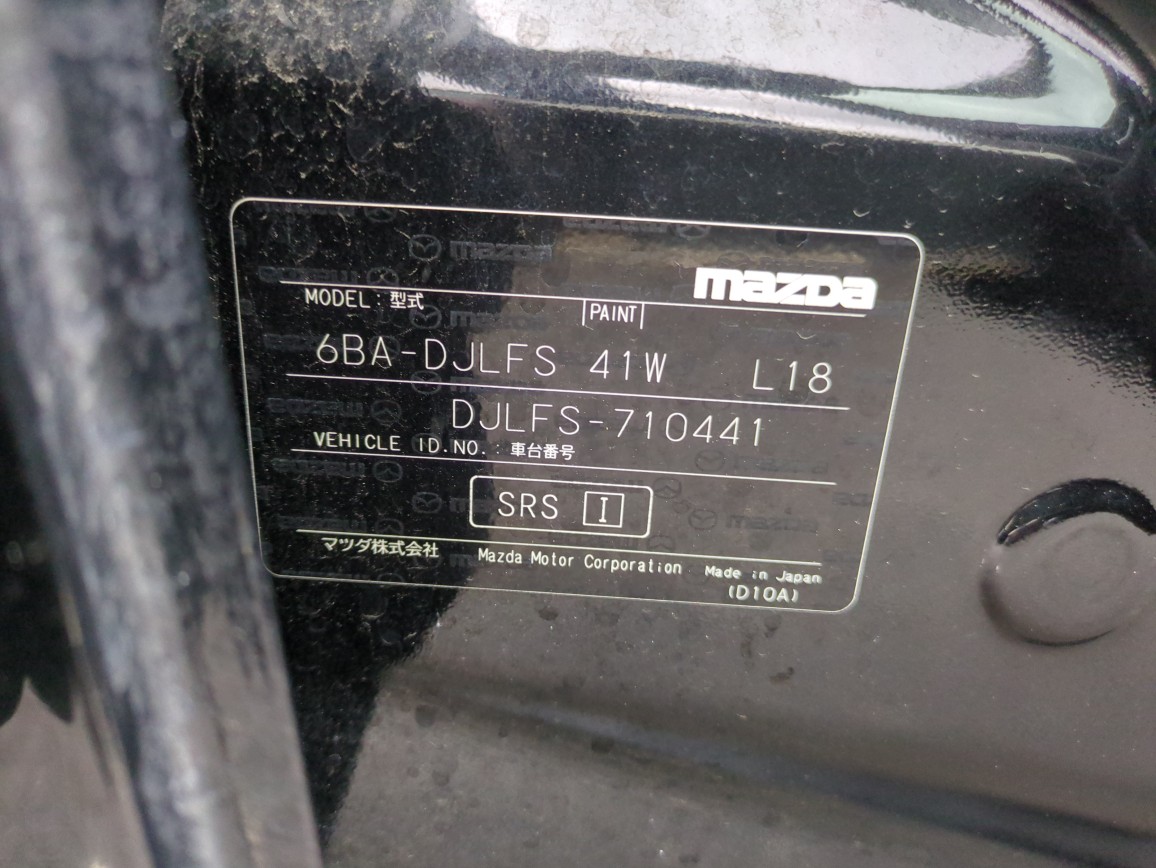 mazda
MODEL : 型式 PAINT
6BA-DJLFS 41W L18
DJLFS-710441
VEHICLE ID.NO. : 車台番号
SRS I
マツダ株式会社 Mazda Motor Corporation Made in Japan
(D10A)